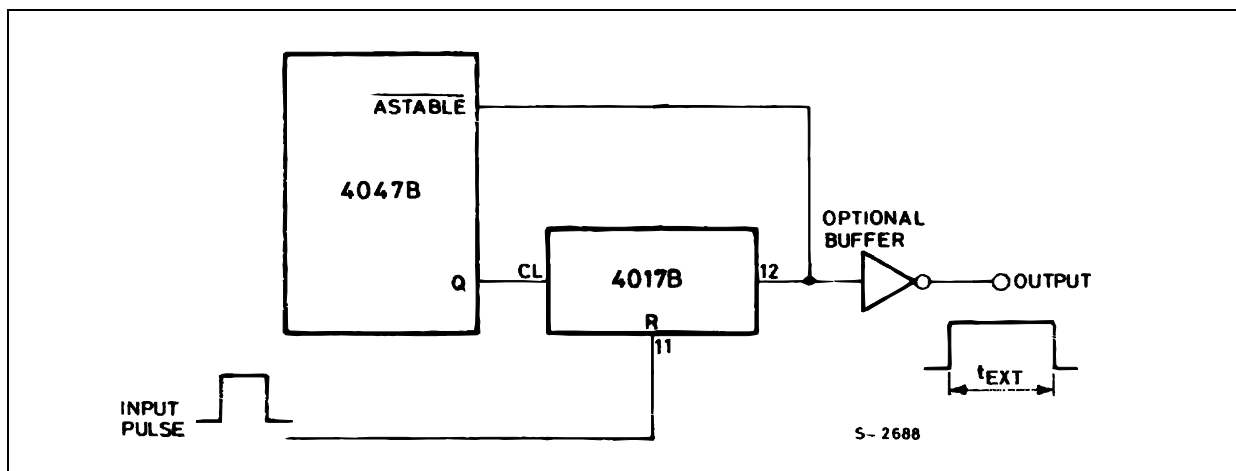 ASTABLE
4047B
OPTIONAL
BUFFER
CL
4017B
12
Q
OUTPUT
R
11
tEXT
INPUT
PULSE
S-2688